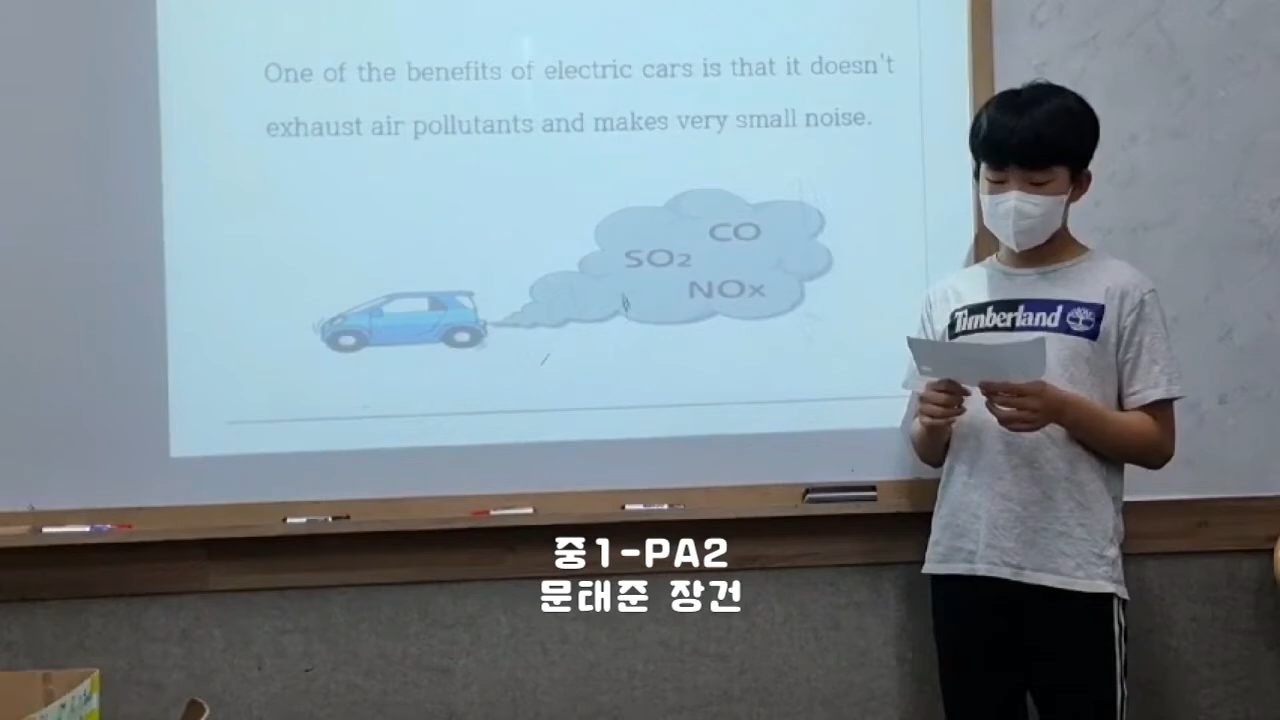 One of the benefits of electric cars is that it doesn't
exhaust air pollutants and makes very small noise.
CO
SO₂
NOx
Timberland
중1-PA2
문태준 장건